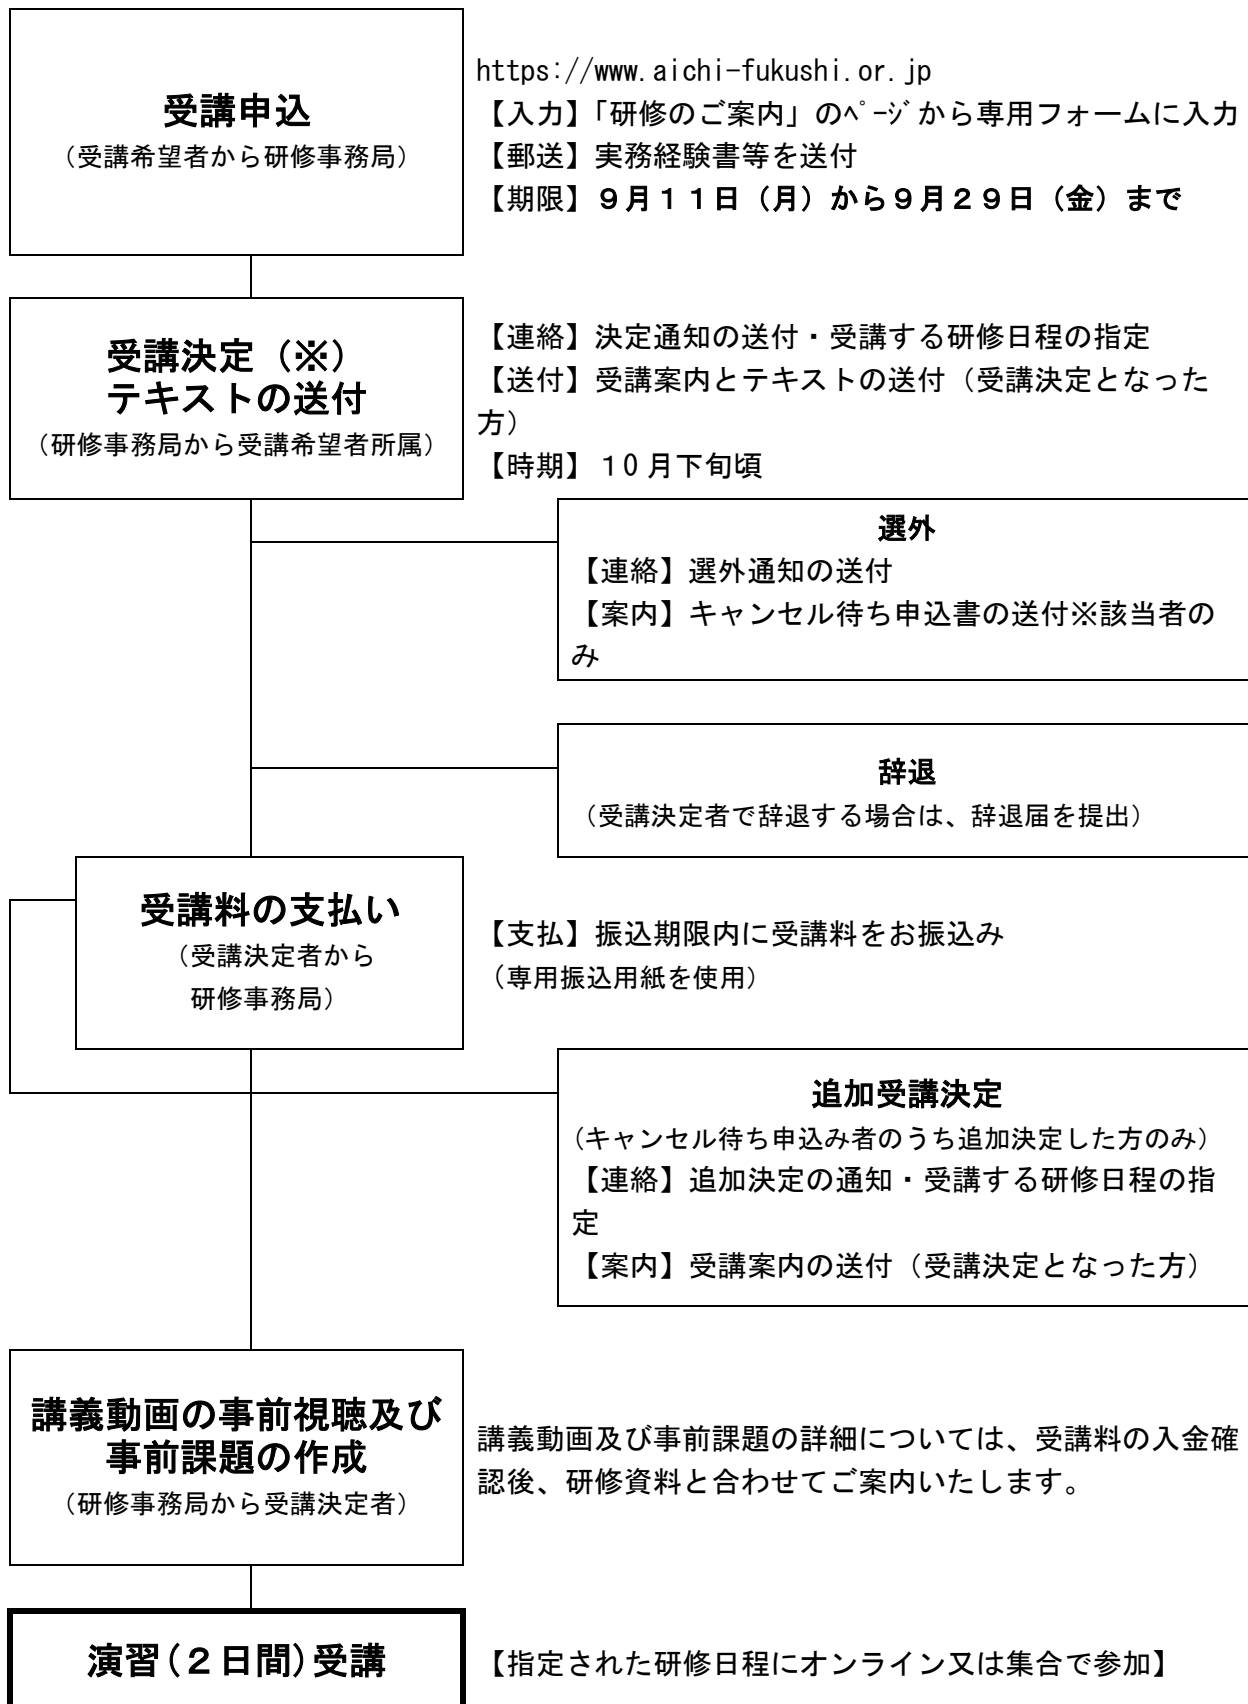 受講申込
（受講希望者から研修事務局）
https://www.aichi-fukushi.or.jp
【入力】「研修のご案内」のﾍﾟｰｼﾞから専用フォームに入力
【郵送】実務経験書等を送付
【期限】９月１１日（月）から９月２９日（金）まで
受講決定（※）
テキストの送付
（研修事務局から受講希望者所属）
【連絡】決定通知の送付・受講する研修日程の指定
【送付】受講案内とテキストの送付（受講決定となった
方）
【時期】１０月下旬頃
選外
【連絡】選外通知の送付
【案内】キャンセル待ち申込書の送付※該当者の
み
辞退
（受講決定者で辞退する場合は、辞退届を提出）
受講料の支払い
（受講決定者から
研修事務局）
【支払】振込期限内に受講料をお振込み
（専用振込用紙を使用）
追加受講決定
（キャンセル待ち申込み者のうち追加決定した方のみ）
【連絡】追加決定の通知・受講する研修日程の指
定
【案内】受講案内の送付（受講決定となった方）
講義動画の事前視聴及び
事前課題の作成
（研修事務局から受講決定者）
講義動画及び事前課題の詳細については、受講料の入金確
認後、研修資料と合わせてご案内いたします。
演習(２日間)受講
【指定された研修日程にオンライン又は集合で参加】